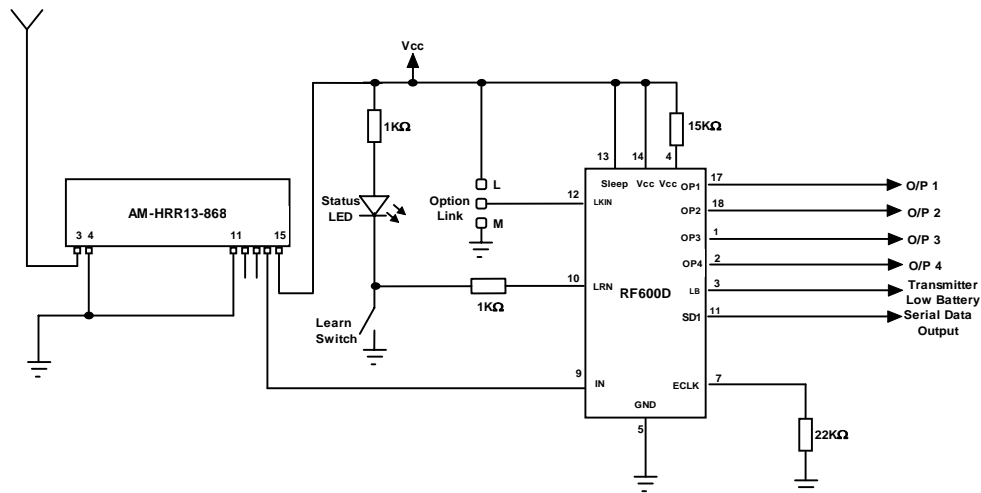 Vcc
1KΩ
15KΩ
13
14
4
Sleep
Vcc
Vcc
OP1
17
O/P 1
AM-HRR13-868
3
4
11
15
Status
LED
Option
Link
L
M
12
LKIN
OP2
18
O/P 2
OP3
1
O/P 3
OP4
2
O/P 4
10
LRN
RF600D
LB
3
Transmitter
Low Battery
1KΩ
SD1
11
Serial Data
Output
Learn
Switch
9
IN
ECLK
7
GND
5
22KΩ